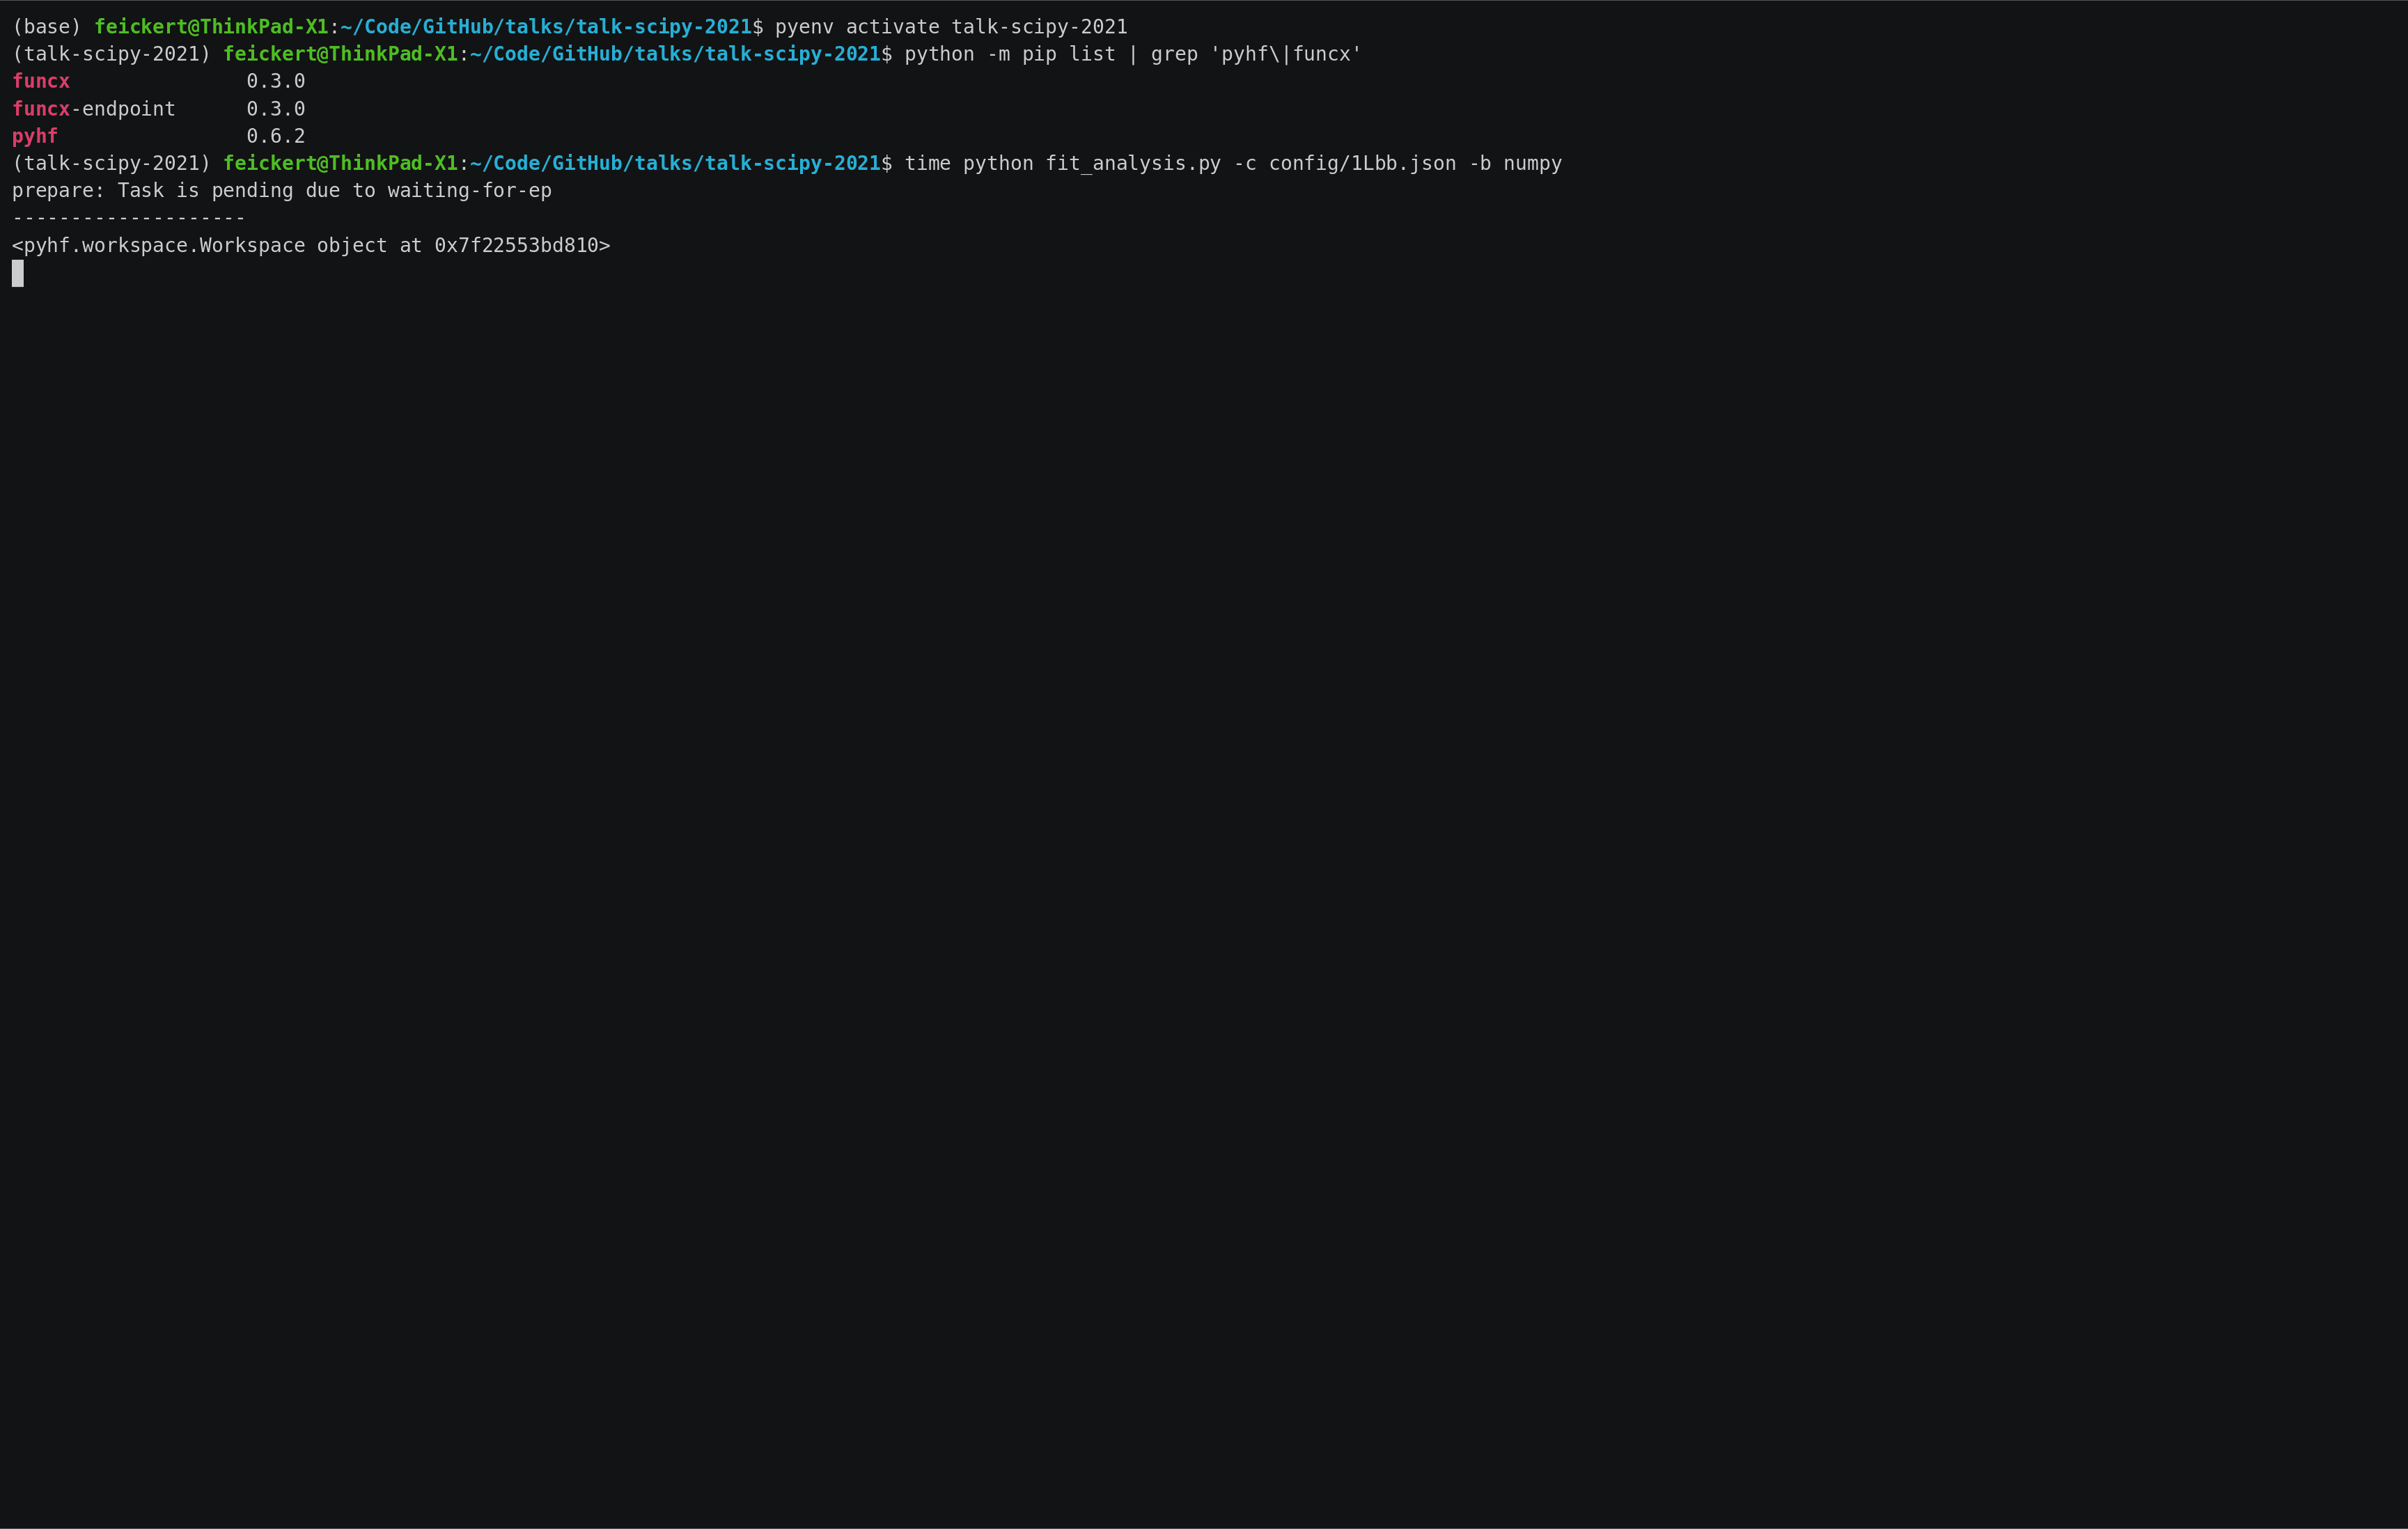 (base) feickert@ThinkPad-X1:~/Code/GitHub/talks/talk-scipy-2021$ pyenv activate talk-scipy-2021
(talk-scipy-2021) feickert@ThinkPad-X1:~/Code/GitHub/talks/talk-scipy-2021$ python -m pip list | grep 'pyhf\|funcx'
funcx               0.3.0
funcx-endpoint      0.3.0
pyhf                0.6.2
(talk-scipy-2021) feickert@ThinkPad-X1:~/Code/GitHub/talks/talk-scipy-2021$ time python fit_analysis.py -c config/1Lbb.json -b numpy
prepare: Task is pending due to waiting-for-ep
--------------------
<pyhf.workspace.Workspace object at 0x7f22553bd810>